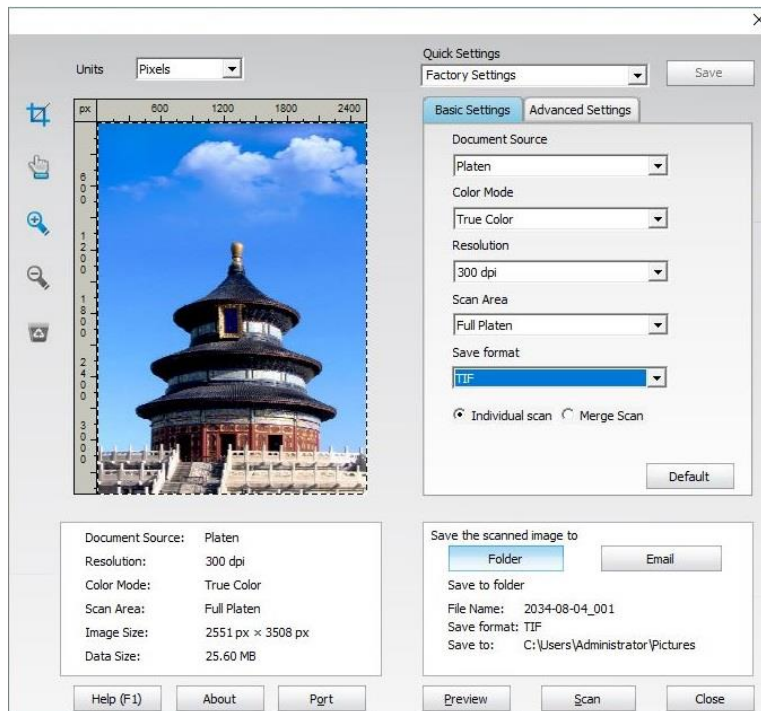 Units Pixels
px 600 1200 1800 2400
600
1200
1800
2400
3000
Quick Settings
Factory Settings Save
Basic Settings Advanced Settings
Document Source
Platen
Color Mode
True Color
Resolution
300 dpi
Scan Area
Full Platen
Save format
TIF
Individual scan Merge Scan
Default
Document Source: Platen
Resolution: 300 dpi
Color Mode: True Color
Scan Area: Full Platen
Image Size: 2551 px × 3508 px
Data Size: 25.60 MB
Save the scanned image to
Folder Email
Save to folder
File Name: 2034-08-04_001
Save format: TIF
Save to: C:\Users\Administrator\Pictures
Help (F1) About Port Preview Scan Close